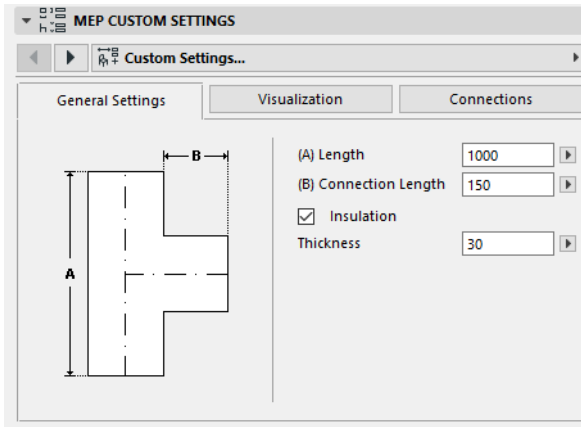 MEP CUSTOM SETTINGS
Custom Settings...
General Settings
Visualization
Connections
B
A
(A) Length 1000
(B) Connection Length 150
Insulation
Thickness 30